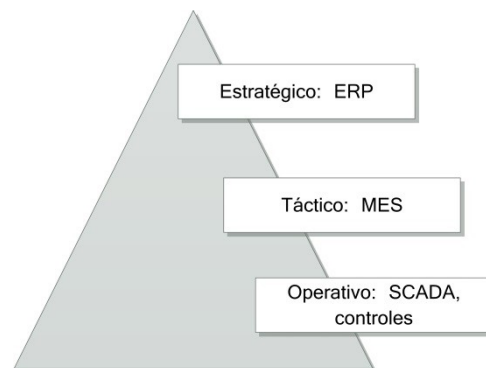 Estratégico: ERP
Táctico: MES
Operativo: SCADA,
controles